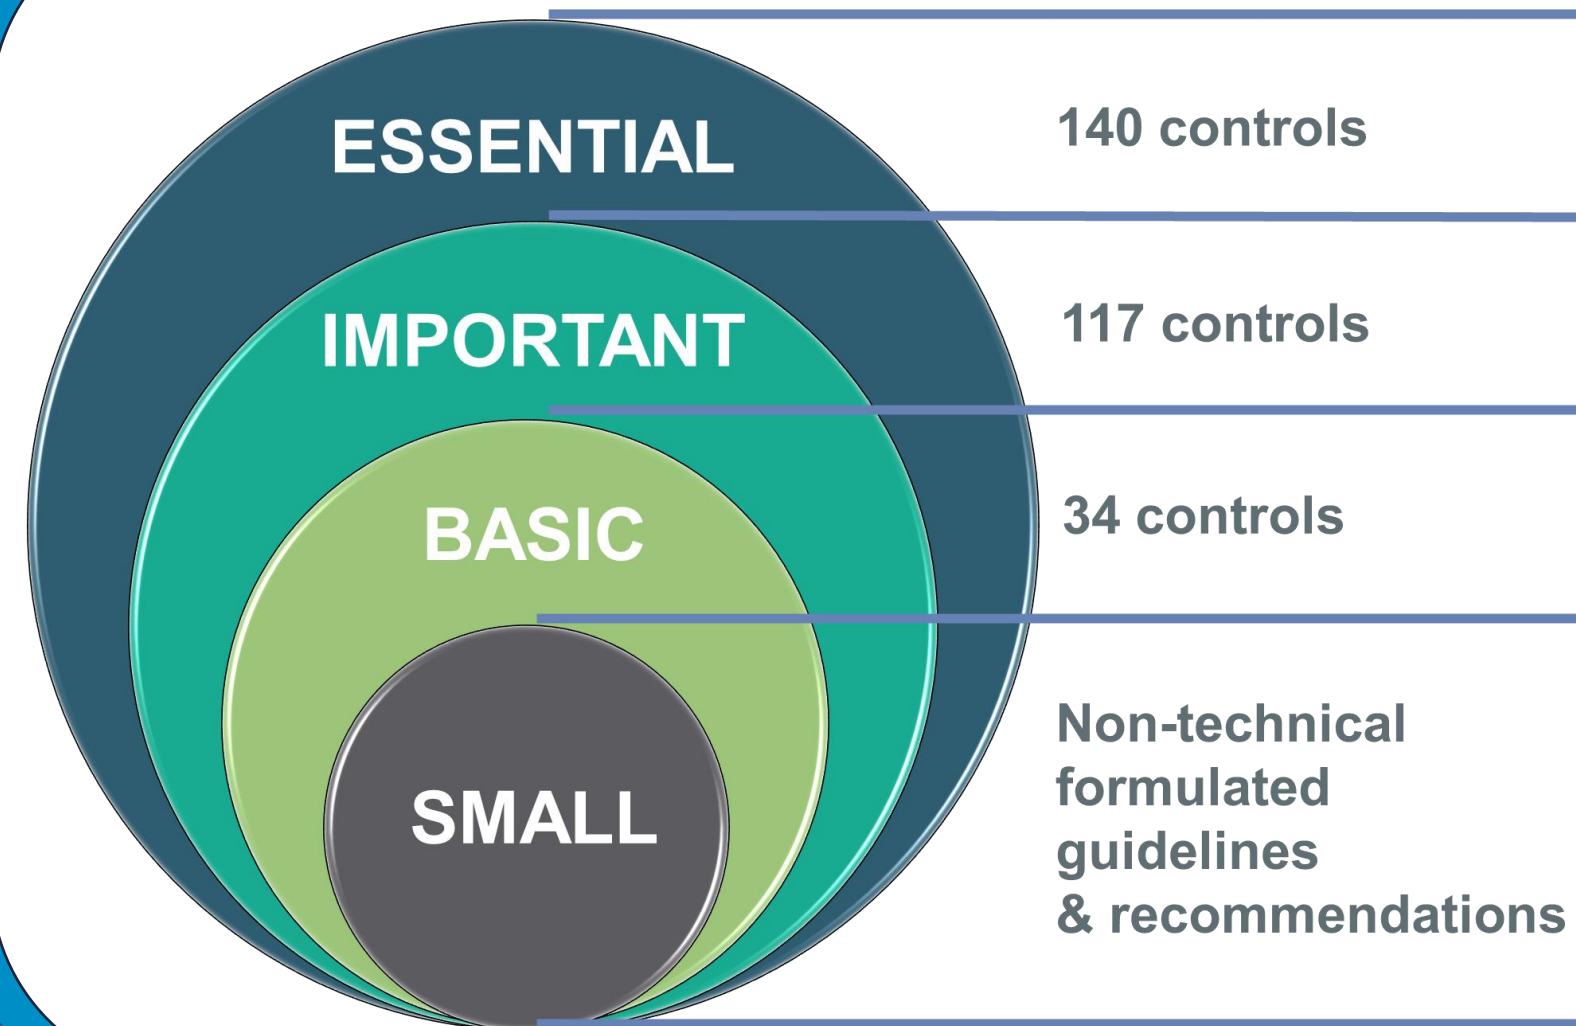 ESSENTIAL
140 controls
IMPORTANT
117 controls
BASIC
34 controls
SMALL
Non-technical
formulated
guidelines
& recommendations